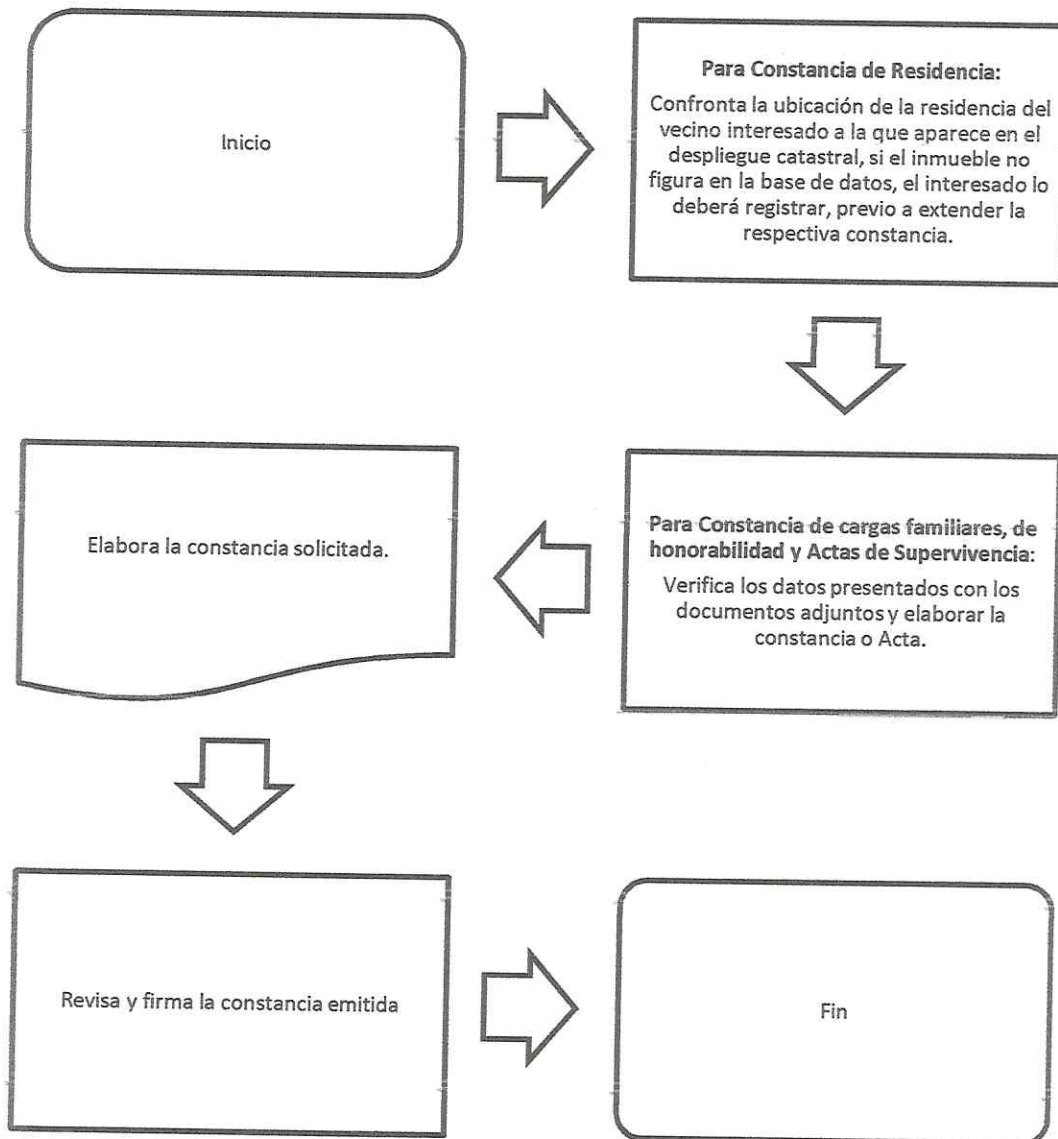 Inicio
Para Constancia de Residencia:
Confronta la ubicación de la residencia del
vecino interesado a la que aparece en el
despliegue catastral, si el inmueble no
figura en la base de datos, el interesado lo
deberá registrar, previo a extender la
respectiva constancia.
Para Constancia de cargas familiares, de
honorabilidad y Actas de Supervivencia:
Verifica los datos presentados con los
documentos adjuntos y elaborar la
constancia o Acta.
Elabora la constancia solicitada.
Revisa y firma la constancia emitida
Fin